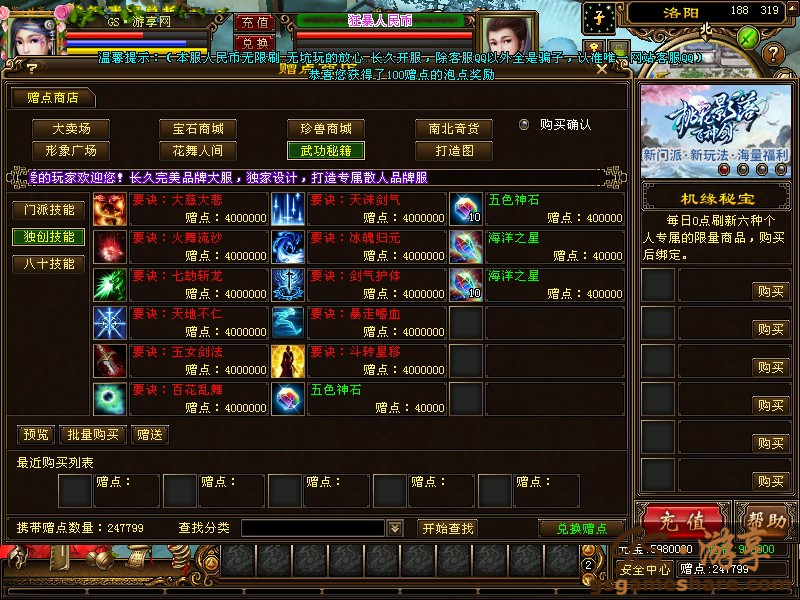 GS·游享网
充值
兑换
狂暴人民币
子
洛阳
188 319
北
温馨提示：(本服人民币无限刷 无坑玩的放心 长久开服，除客服QQ以外全是骗子，认准唯一网站客服QQ)
恭喜您获得了100赠点的泡点奖励
赠点商店
大卖场
宝石商城
珍兽商城
南北奇货
购买确认
形象广场
花舞人间
武功秘籍
打造图
爱的玩家欢迎您！长久完美品牌大服，独家设计，打造专属散人品牌服
新门派·新玩法·海量福利
机缘秘宝
每日0点刷新六种个
人专属的限量商品，购买
后绑定。
门派技能
独创技能
八十技能
要诀：大慈大悲
赠点：4000000
要诀：天诛剑气
赠点：4000000
10
五色神石
赠点：400000
要诀：火舞流沙
赠点：4000000
要诀：冰魄归元
赠点：4000000
海洋之星
赠点：40000
要诀：七劫斩龙
赠点：4000000
要诀：剑气护体
赠点：4000000
10
海洋之星
赠点：400000
要诀：天地不仁
赠点：4000000
要诀：暴走嗜血
赠点：4000000
要诀：玉女剑法
赠点：4000000
要诀：斗转星移
赠点：4000000
要诀：百花乱舞
赠点：4000000
五色神石
赠点：40000
购买
购买
购买
购买
购买
购买
预览
批量购买
赠送
最近购买列表
赠点：
赠点：
赠点：
赠点：
赠点：
携带赠点数量：247799
查找分类
开始查找
兑换赠点
充值
帮助
元宝：5980000
安全中心
赠点：247799
2
游享
gsgameshare.com